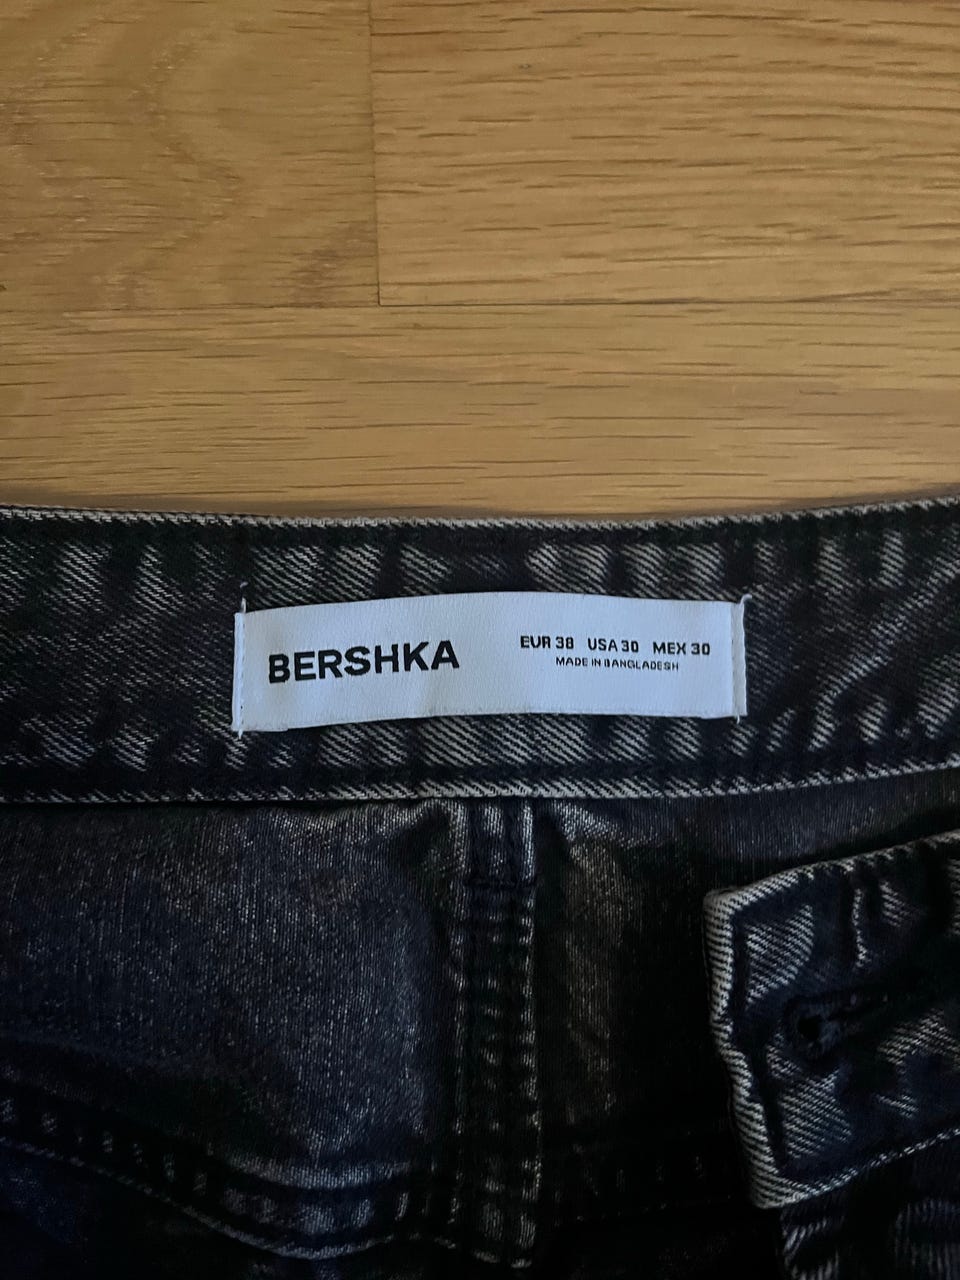 BERSHKA
EUR 38 USA 30 MEX 30
MADE IN BANGLADESH